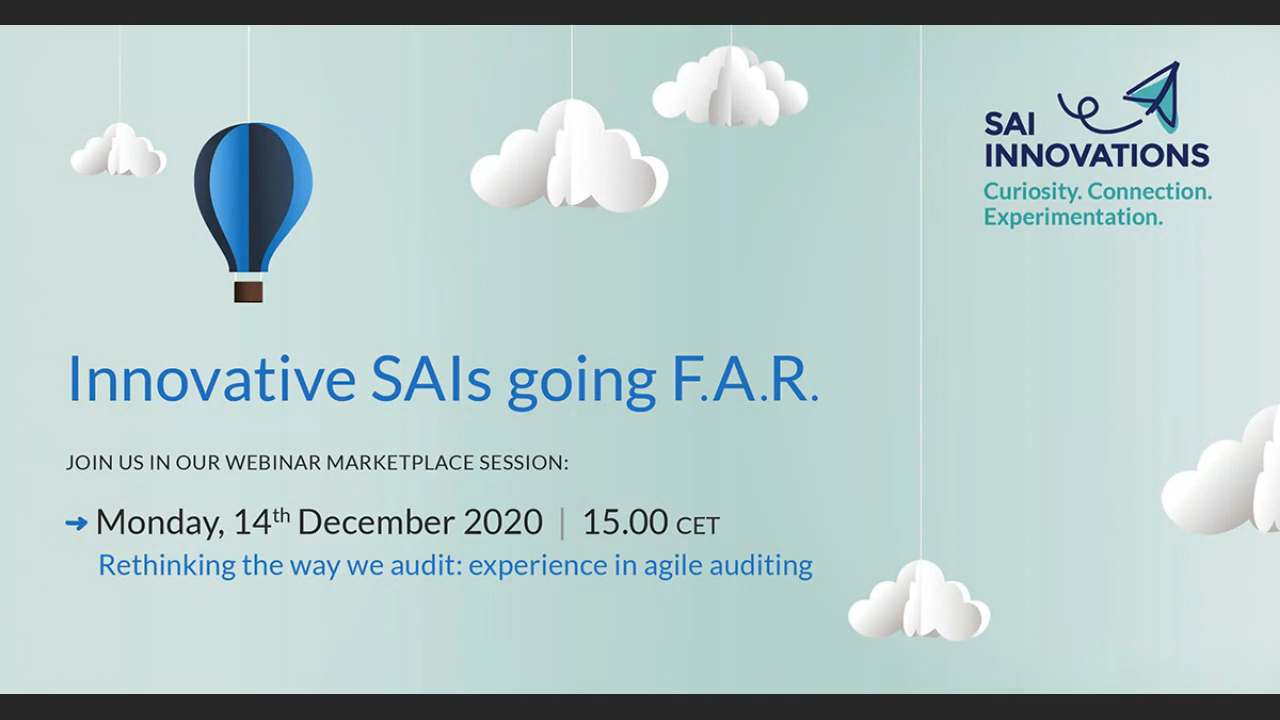 SAI
INNOVATIONS
Curiosity. Connection.
Experimentation.
Innovative SAIs going F.A.R.
JOIN US IN OUR WEBINAR MARKETPLACE SESSION:
➔ Monday, 14th December 2020 | 15.00 CET
Rethinking the way we audit: experience in agile auditing